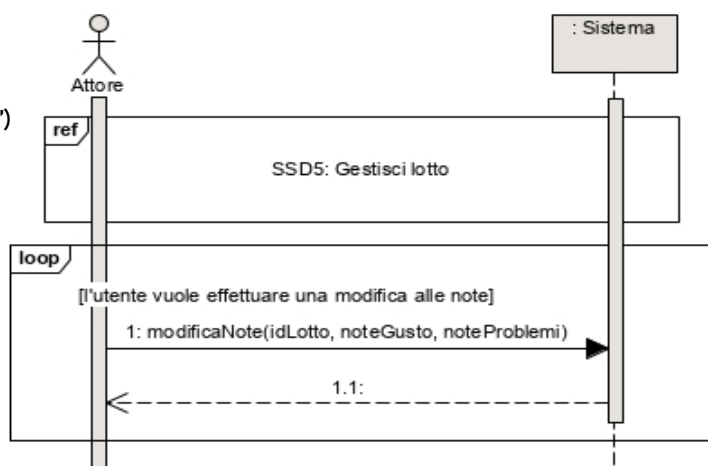 : Sistema
Attore
')
ref
SSD5: Gestisci lotto
loop
[l'utente vuole effettuare una modifica alle note]
1: modificaNote(idLotto, noteGusto, noteProblemi)
1.1: